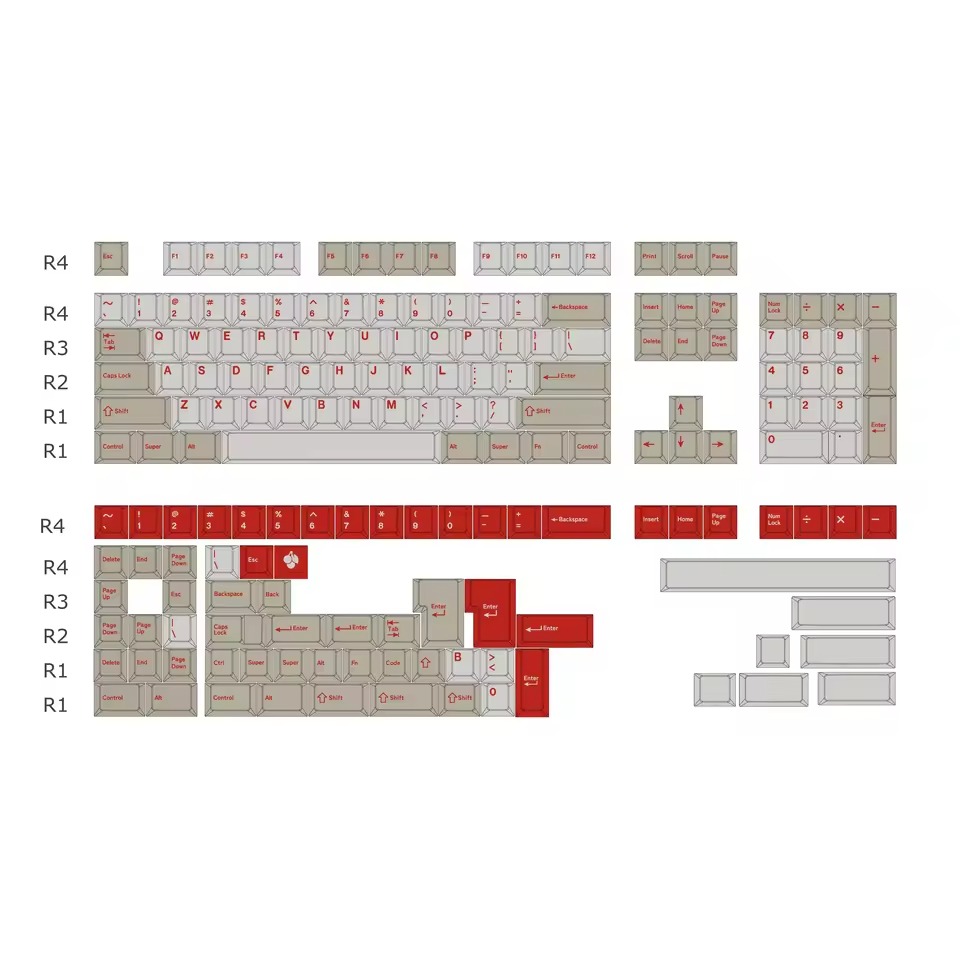 R4 Esc F1 F2 F3 F4 F5 F6 F7 F8 F9 F10 F11 F12 Print Scroll Pause
~ ! @ # $ % ^ & * ( ) _ + Insert Home Page Up Num Lock ÷ × −
R4 ` 1 2 3 4 5 6 7 8 9 0 - = ←Backspace
R3 Tab Q W E R T Y U I O P { [ } ] | \ Delete End Page Down 7 8 9 +
R2 Caps Lock A S D F G H J K L : ; " ' Enter 4 5 6
R1 ⇧ Shift Z X C V B N M < , > . ? / ⇧ Shift ↑ 1 2 3 Enter
R1 Control Super Alt Alt Super Fn Control ← ↓ → 0 .
~ ! @ # $ % ^ & * ( ) _ + Insert Home Page Up Num Lock ÷ × −
R4 ` 1 2 3 4 5 6 7 8 9 0 - = ←Backspace
R4 Delete End Page Down | \ Esc
R3 Page Up Esc Backspace Back Enter Enter
R2 Page Down Page Up | \ Caps Lock Enter Enter Tab Enter
R1 Delete End Page Down Ctrl Super Super Alt Fn Code ⇧ B > < Enter
R1 Control Alt Control Alt ⇧ Shift ⇧ Shift ⇧ Shift 0